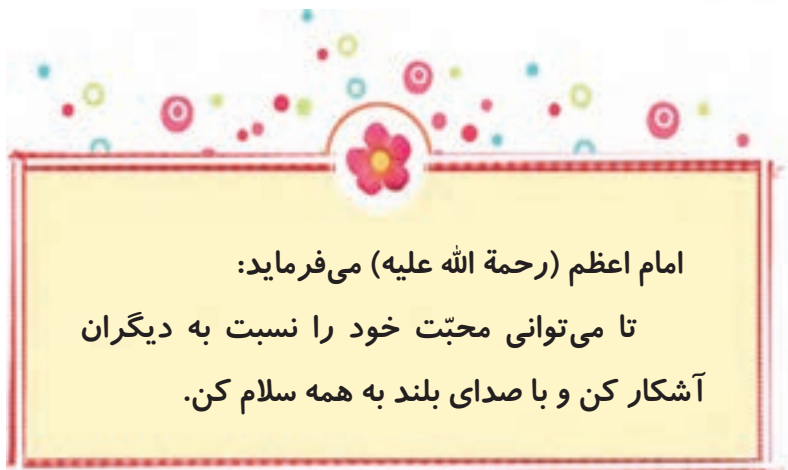 امام اعظم (رحمة الله علیه) می‌فرماید:
تا می‌توانی محبّت خود را نسبت به دیگران
آشکار کن و با صدای بلند به همه سلام کن.